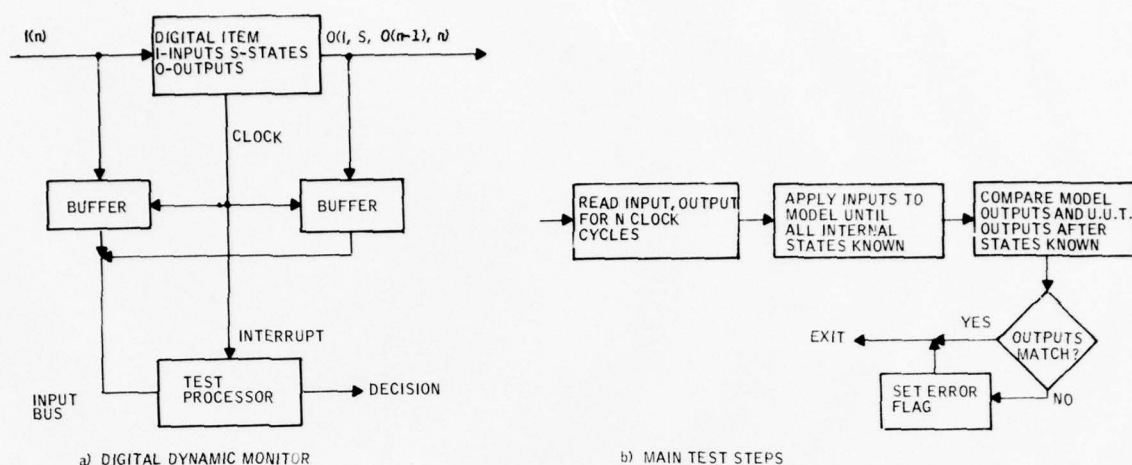 I(n)
DIGITAL ITEM
I-INPUTS S-STATES
O-OUTPUTS
O(I, S, O(n-1), n)
CLOCK
BUFFER
BUFFER
INTERRUPT
TEST
PROCESSOR
DECISION
INPUT
BUS
a) DIGITAL DYNAMIC MONITOR
READ INPUT, OUTPUT
FOR N CLOCK
CYCLES
APPLY INPUTS TO
MODEL UNTIL
ALL INTERNAL
STATES KNOWN
COMPARE MODEL
OUTPUTS AND U.U.T.
OUTPUTS AFTER
STATES KNOWN
EXIT
YES
OUTPUTS
MATCH?
SET ERROR
FLAG
NO
b) MAIN TEST STEPS